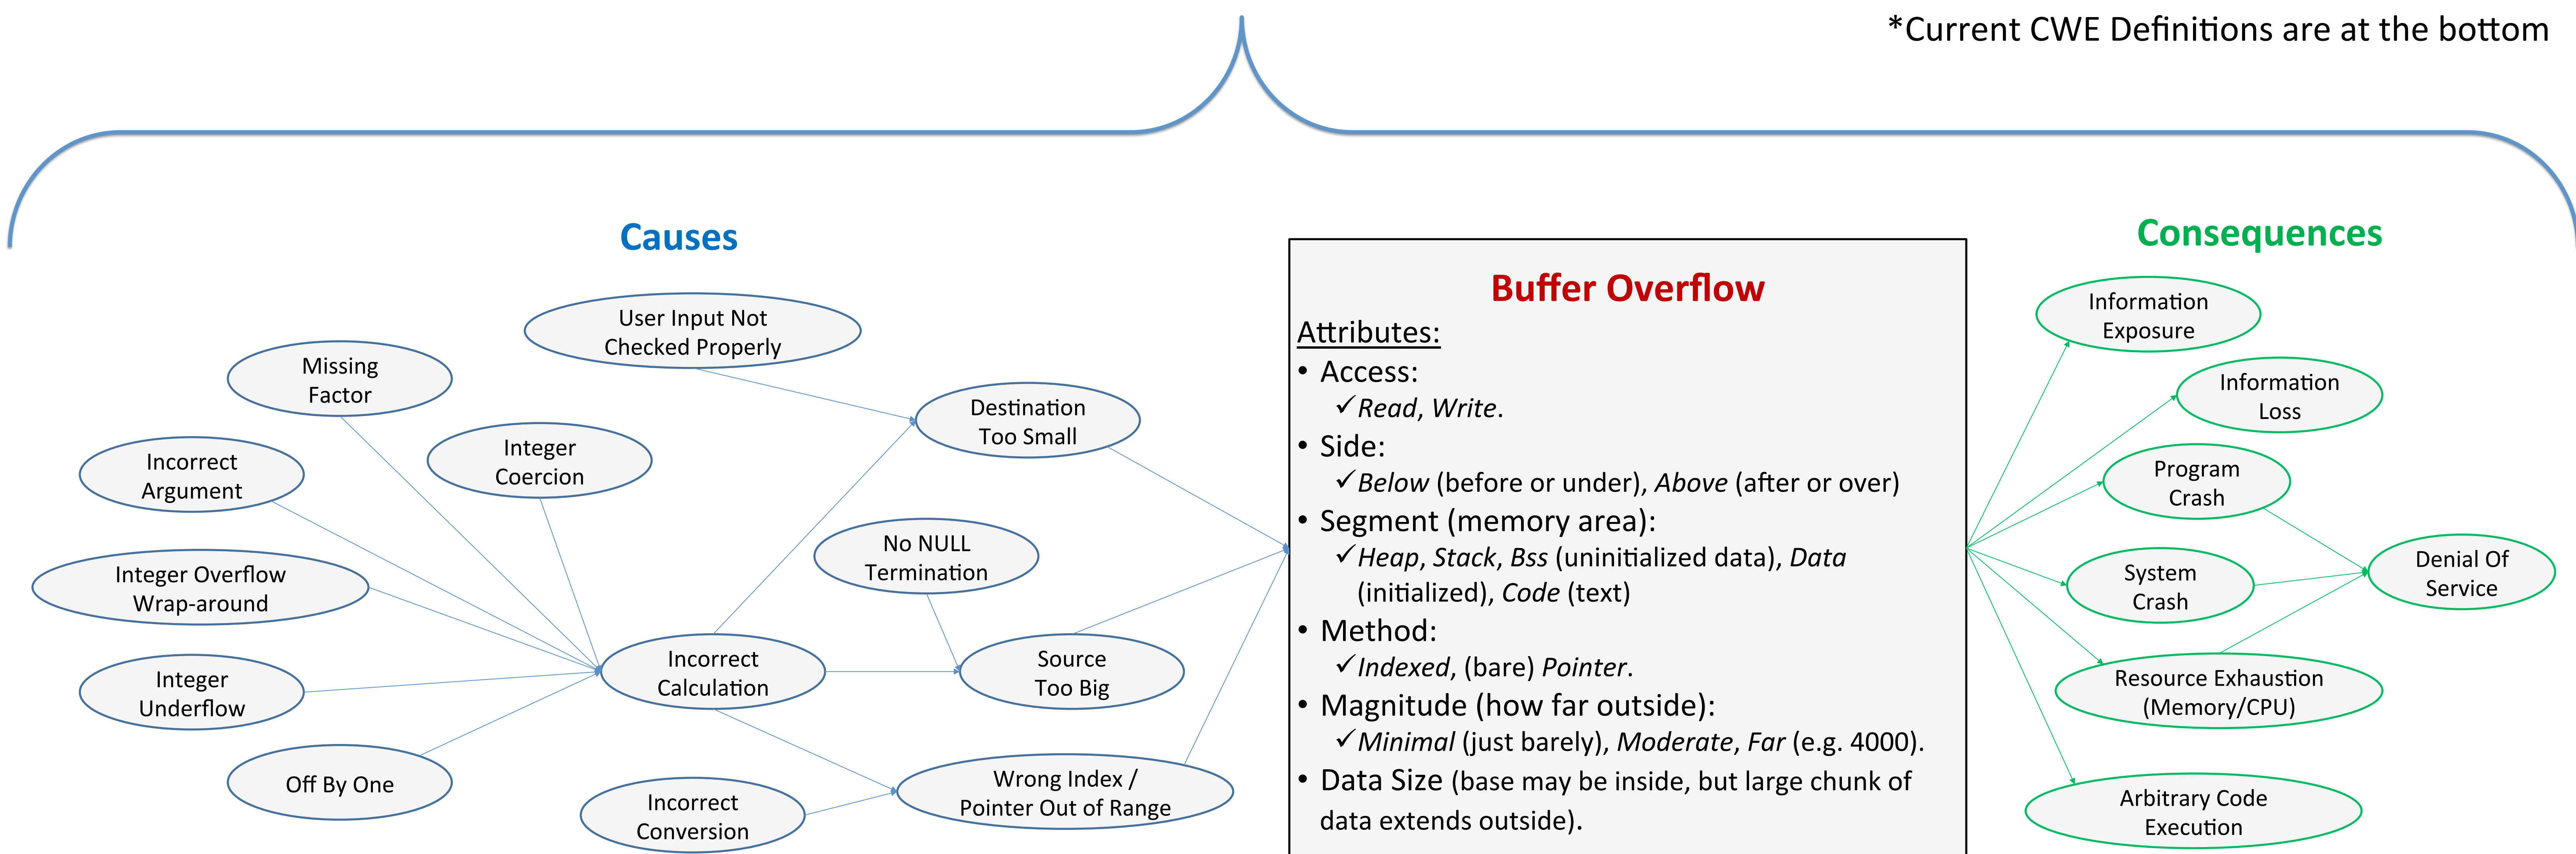 *Current CWE Definitions are at the bottom
Causes
User Input Not
Checked Properly
Missing
Factor
Destination
Too Small
Integer
Coercion
Incorrect
Argument
No NULL
Termination
Integer Overflow
Wrap-around
Incorrect
Calculation
Source
Too Big
Integer
Underflow
Off By One
Wrong Index /
Pointer Out of Range
Incorrect
Conversion
Buffer Overflow
Attributes:
• Access:
✓Read, Write.
• Side:
✓Below (before or under), Above (after or over)
• Segment (memory area):
✓Heap, Stack, Bss (uninitialized data), Data
(initialized), Code (text)
• Method:
✓Indexed, (bare) Pointer.
• Magnitude (how far outside):
✓Minimal (just barely), Moderate, Far (e.g. 4000).
• Data Size (base may be inside, but large chunk of
data extends outside).
Consequences
Information
Exposure
Information
Loss
Program
Crash
System
Crash
Denial Of
Service
Resource Exhaustion
(Memory/CPU)
Arbitrary Code
Execution